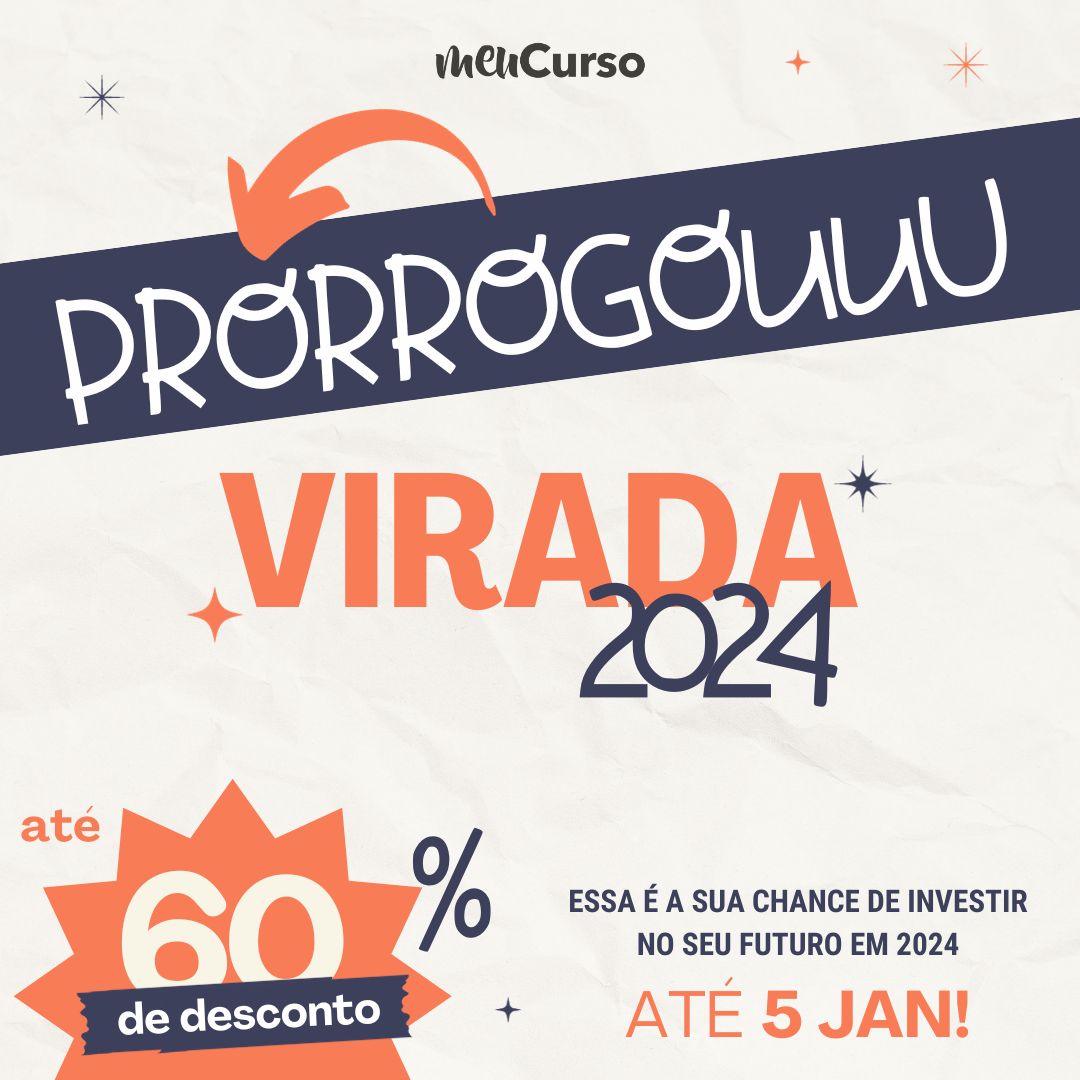 meuCurso
PRORROGOUUU
VIRADA
2024
até
60%
de desconto
ESSA É A SUA CHANCE DE INVESTIR
NO SEU FUTURO EM 2024
ATÉ 5 JAN!